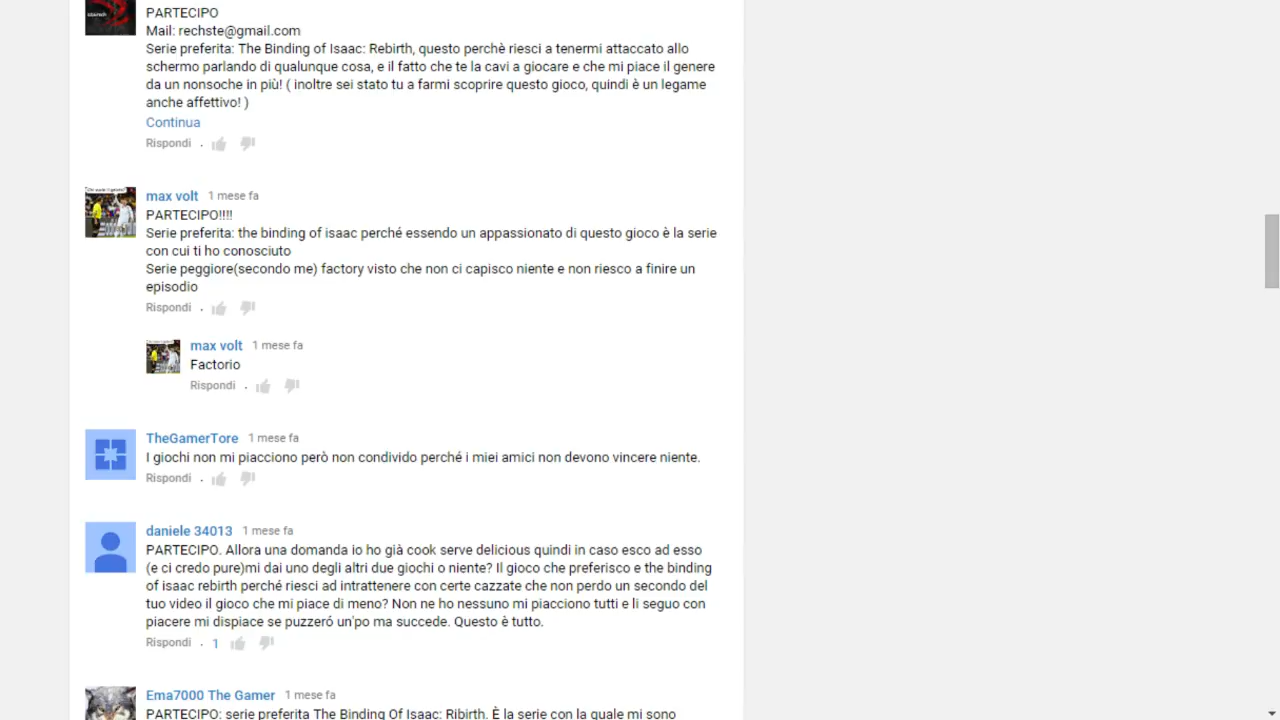 PARTECIPO
Mail: rechste@gmail.com
Serie preferita: The Binding of Isaac: Rebirth, questo perchè riesci a tenermi attaccato allo
schermo parlando di qualunque cosa, e il fatto che te la cavi a giocare e che mi piace il genere
da un nonsoche in più! ( inoltre sei stato tu a farmi scoprire questo gioco, quindi è un legame
anche affettivo! )
Continua
Rispondi .
max volt 1 mese fa
PARTECIPO!!!!
Serie preferita: the binding of isaac perché essendo un appassionato di questo gioco è la serie
con cui ti ho conosciuto
Serie peggiore(secondo me) factory visto che non ci capisco niente e non riesco a finire un
episodio
Rispondi .
max volt 1 mese fa
Factorio
Rispondi .
TheGamerTore 1 mese fa
I giochi non mi piacciono però non condivido perché i miei amici non devono vincere niente.
Rispondi .
daniele 34013 1 mese fa
PARTECIPO. Allora una domanda io ho già cook serve delicious quindi in caso esco ad esso
(e ci credo pure)mi dai uno degli altri due giochi o niente? Il gioco che preferisco e the binding
of isaac rebirth perché riesci ad intrattenere con certe cazzate che non perdo un secondo del
tuo video il gioco che mi piace di meno? Non ne ho nessuno mi piacciono tutti e li seguo con
piacere mi dispiace se puzzeró un'po ma succede. Questo è tutto.
Rispondi . 1
Ema7000 The Gamer 1 mese fa
PARTECIPO: serie preferita The Binding Of Isaac: Ribirth. È la serie con la quale mi sono